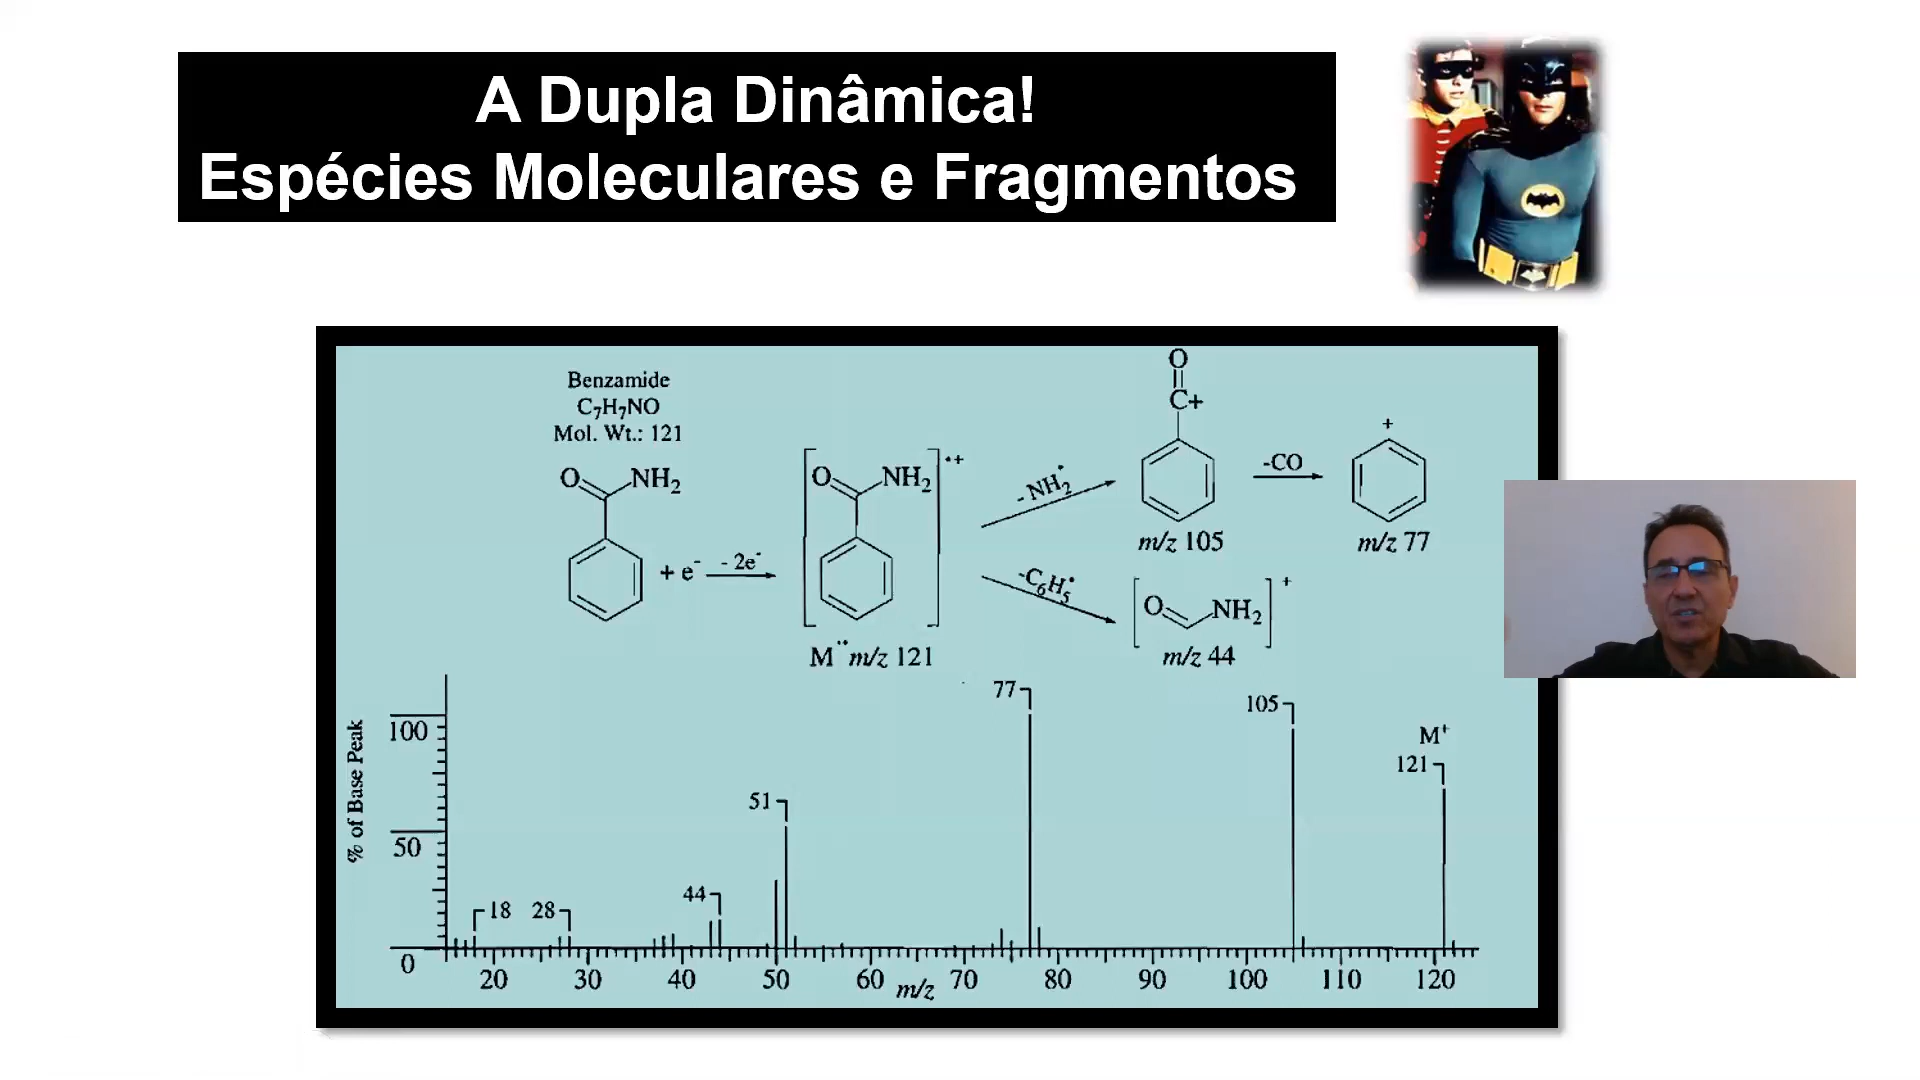 A Dupla Dinâmica!
Espécies Moleculares e Fragmentos
Benzamide
C₇H₇NO
Mol. Wt.: 121
O NH₂
+ e⁻ - 2e⁻
O NH₂ •+
M•• m/z 121
- NH₂•
O
C+
m/z 105
-CO
+
m/z 77
-C₆H₅•
O NH₂ +
m/z 44
% of Base Peak
100
50
0
18 28 44 51 77 105 M⁺
121
20 30 40 50 60 70 80 90 100 110 120
m/z